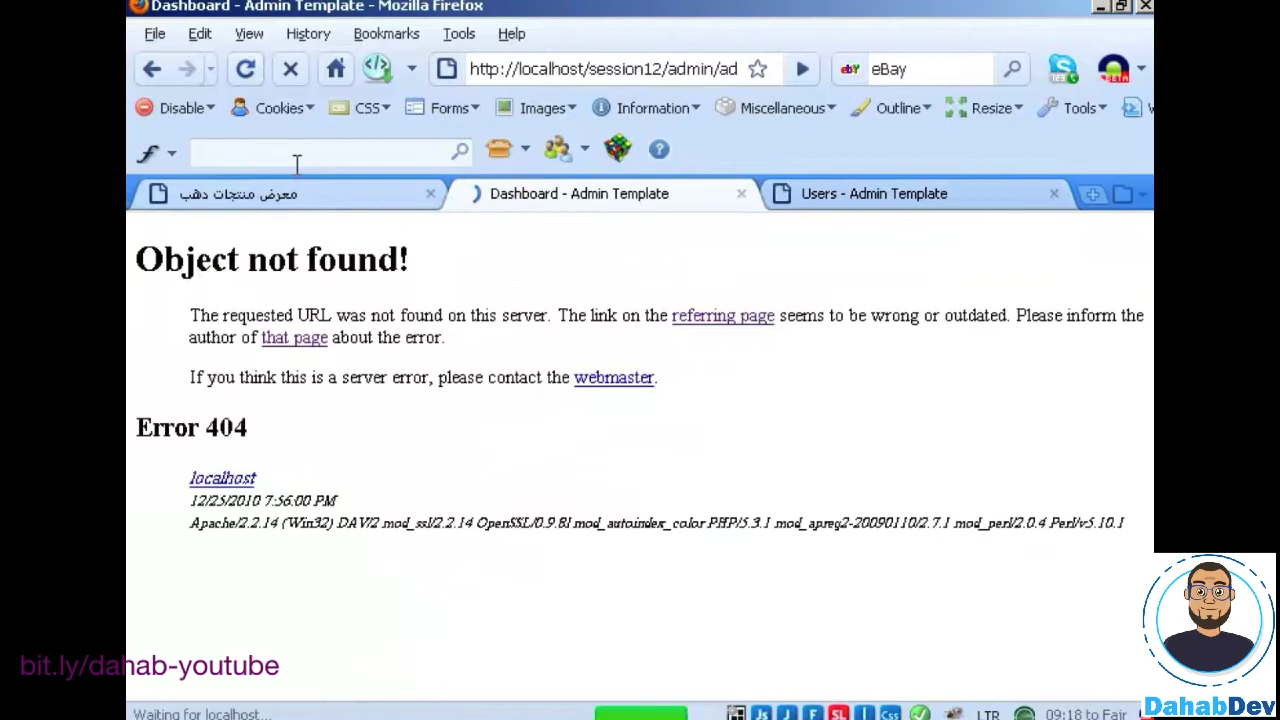 Dashboard - Admin Template - Mozilla Firefox
File Edit View History Bookmarks Tools Help
http://localhost/session12/admin/ad eBay eBay
Disable Cookies CSS Forms Images Information Miscellaneous Outline Resize Tools
معرض منتجات دهب Dashboard - Admin Template Users - Admin Template
Object not found!
The requested URL was not found on this server. The link on the referring page seems to be wrong or outdated. Please inform the
author of that page about the error.
If you think this is a server error, please contact the webmaster.
Error 404
localhost
12/25/2010 7:56:00 PM
Apache/2.2.14 (Win32) DAV/2 mod_ssl/2.2.14 OpenSSL/0.9.8l mod_autoindex_color PHP/5.3.1 mod_apreq2-20090110/2.7.1 mod_perl/2.0.4 Perl/v5.10.1
bit.ly/dahab-youtube
DahabDev
Waiting for localhost... Js J F SL I Css LTR 09:18 to Fajr